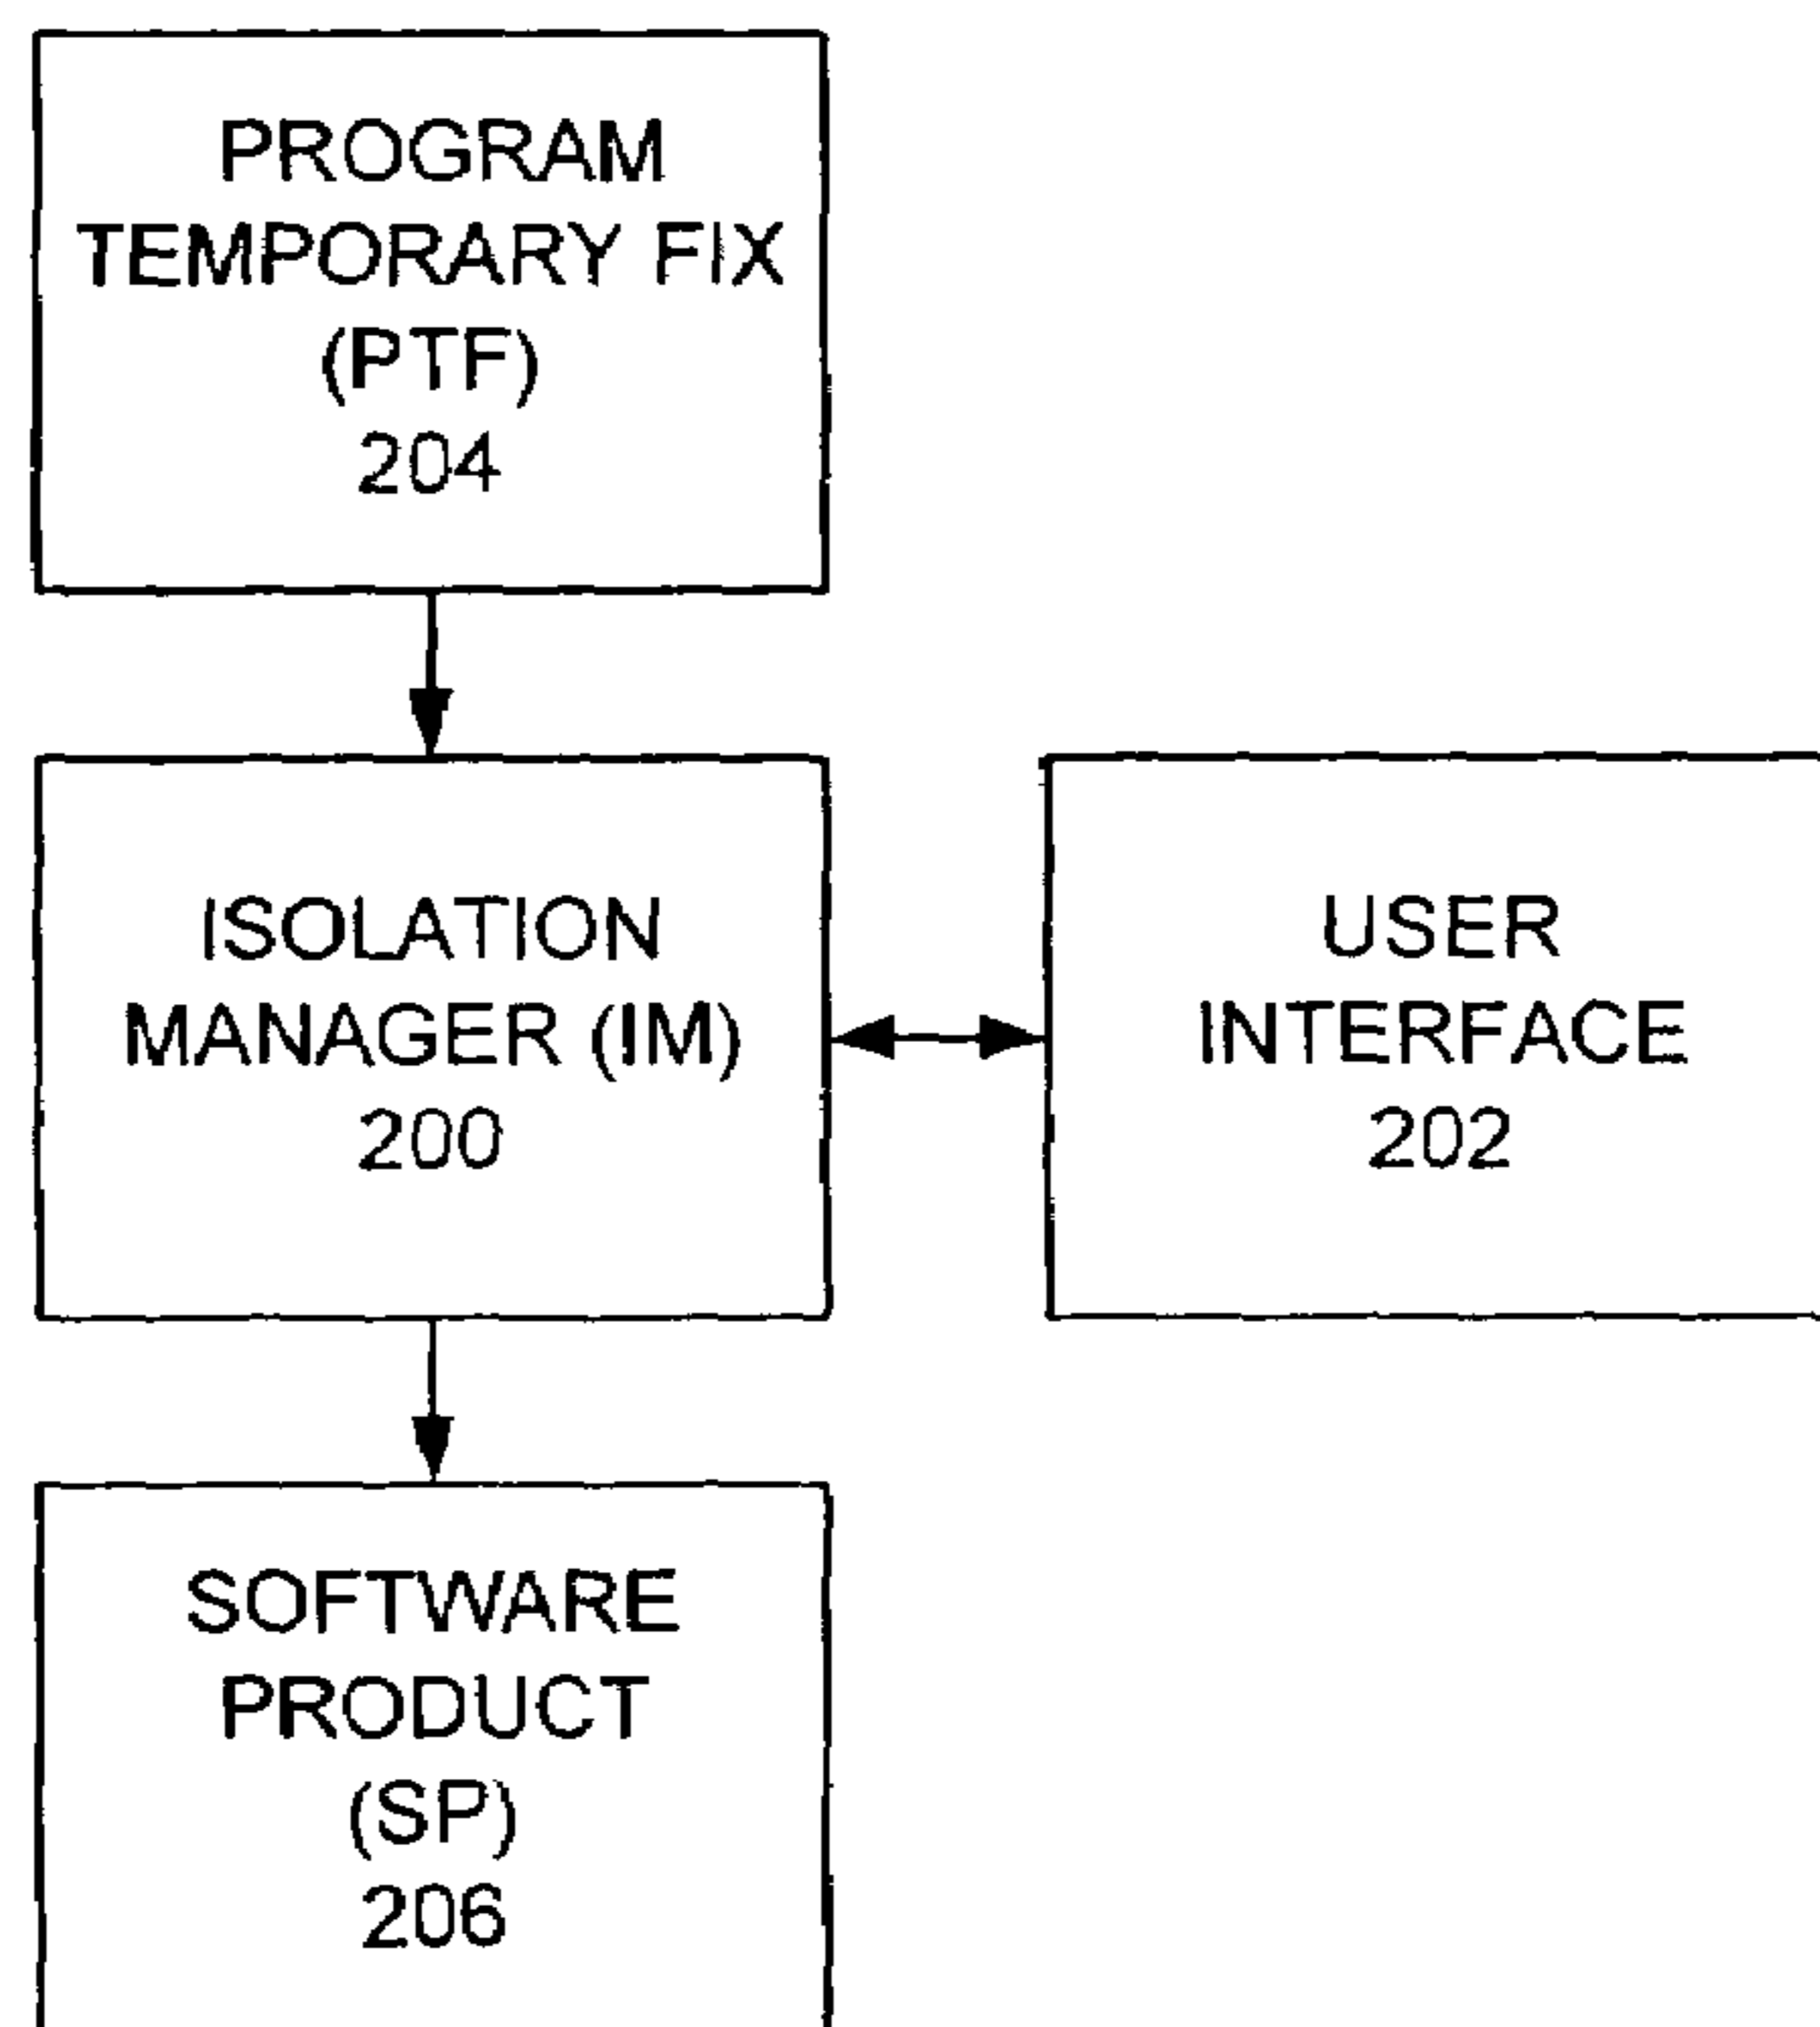 PROGRAM
TEMPORARY FIX
(PTF)
204
ISOLATION
MANAGER (IM)
200
USER
INTERFACE
202
SOFTWARE
PRODUCT
(SP)
206